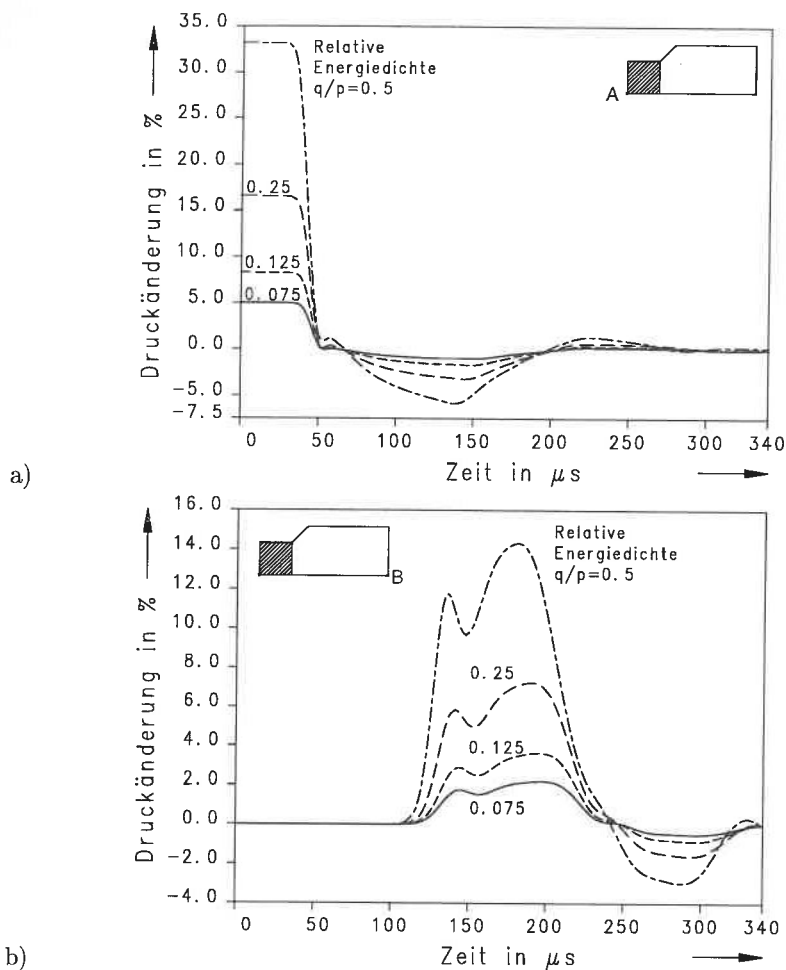 35.0
30.0
25.0
20.0
15.0
10.0
5.0
0.0
-5.0
-7.5
Druckänderung in %
Relative
Energiedichte
q/p=0.5
0.25
0.125
0.075
A
0 50 100 150 200 250 300 340
Zeit in μs
a)
16.0
14.0
12.0
10.0
8.0
6.0
4.0
2.0
0.0
-2.0
-4.0
Druckänderung in %
B
Relative
Energiedichte
q/p=0.5
0.25
0.125
0.075
0 50 100 150 200 250 300 340
Zeit in μs
b)